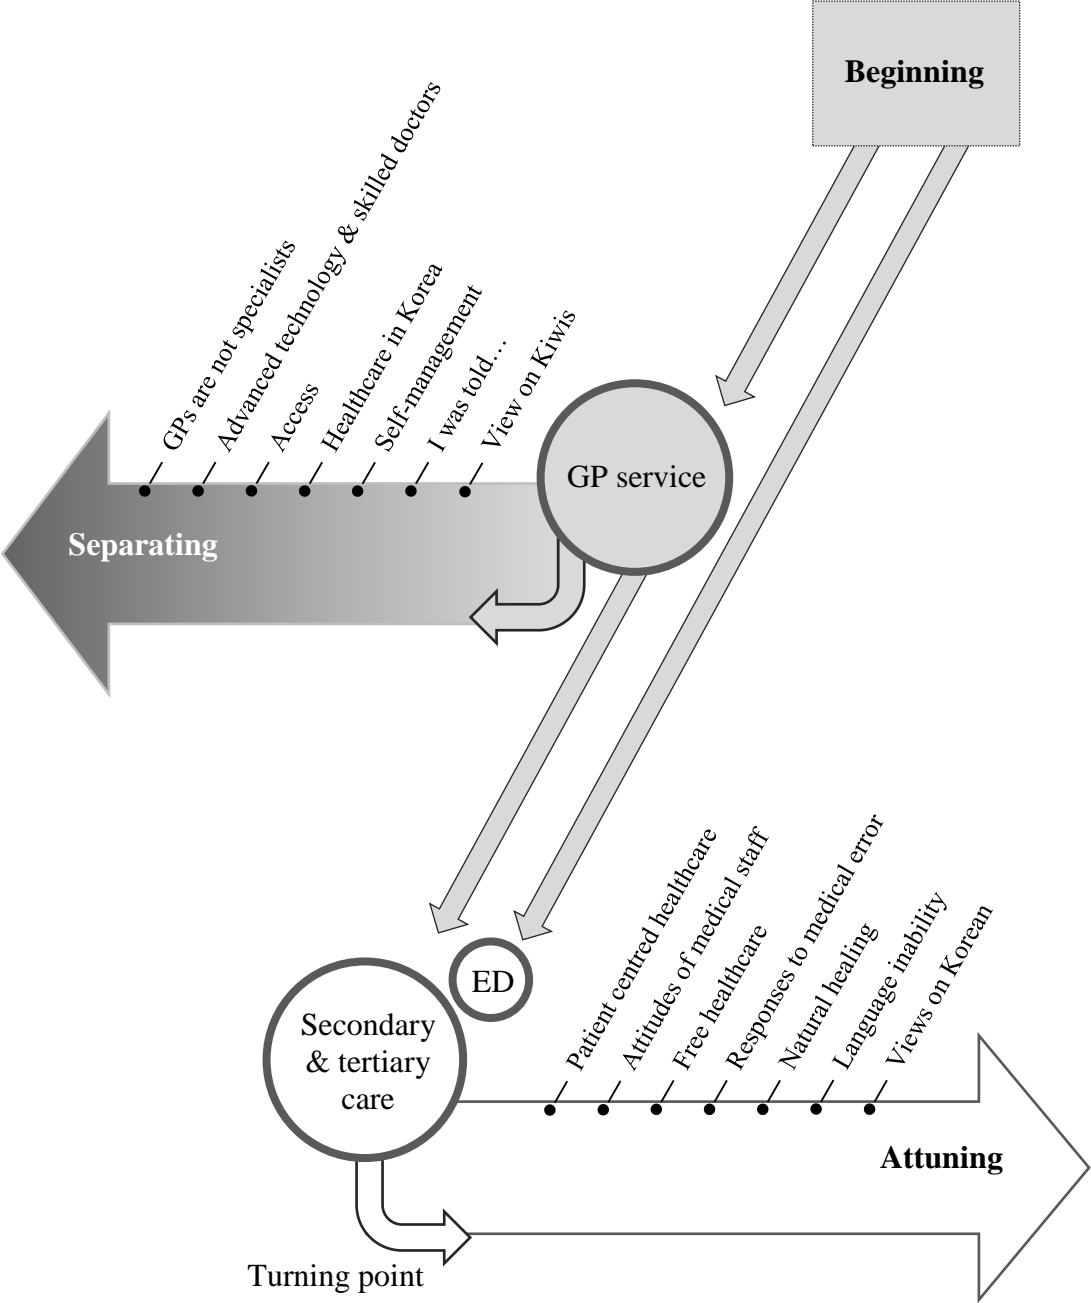 Beginning
GPs are not specialists
Advanced technology & skilled doctors
Access
Healthcare in Korea
Self-management
I was told…
View on Kiwis
GP service
Separating
ED
Secondary
& tertiary
care
Patient centred healthcare
Attitudes of medical staff
Free healthcare
Responses to medical error
Natural healing
Language inability
Views on Korean
Attuning
Turning point